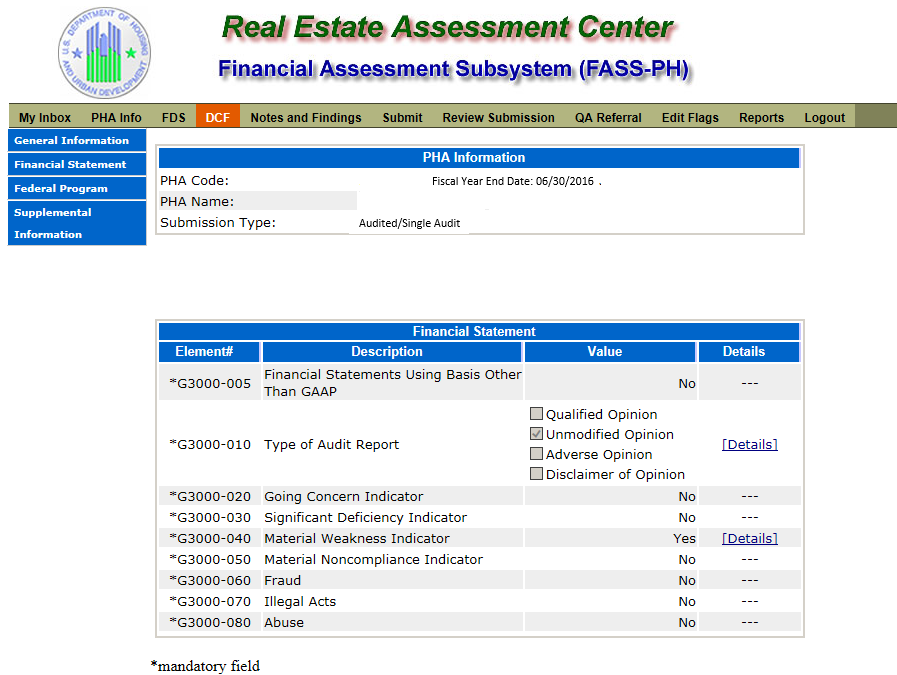 U.S. DEPARTMENT OF HOUSING
AND URBAN DEVELOPMENT
Real Estate Assessment Center
Financial Assessment Subsystem (FASS-PH)
My Inbox PHA Info FDS DCF Notes and Findings Submit Review Submission QA Referral Edit Flags Reports Logout
General Information
Financial Statement
Federal Program
Supplemental
Information
PHA Information
PHA Code: Fiscal Year End Date: 06/30/2016 .
PHA Name:
Submission Type: Audited/Single Audit
Financial Statement
Element# Description Value Details
*G3000-005 Financial Statements Using Basis Other
Than GAAP No ---
*G3000-010 Type of Audit Report
Qualified Opinion
Unmodified Opinion
Adverse Opinion
Disclaimer of Opinion
[Details]
*G3000-020 Going Concern Indicator No ---
*G3000-030 Significant Deficiency Indicator No ---
*G3000-040 Material Weakness Indicator Yes [Details]
*G3000-050 Material Noncompliance Indicator No ---
*G3000-060 Fraud No ---
*G3000-070 Illegal Acts No ---
*G3000-080 Abuse No ---
*mandatory field